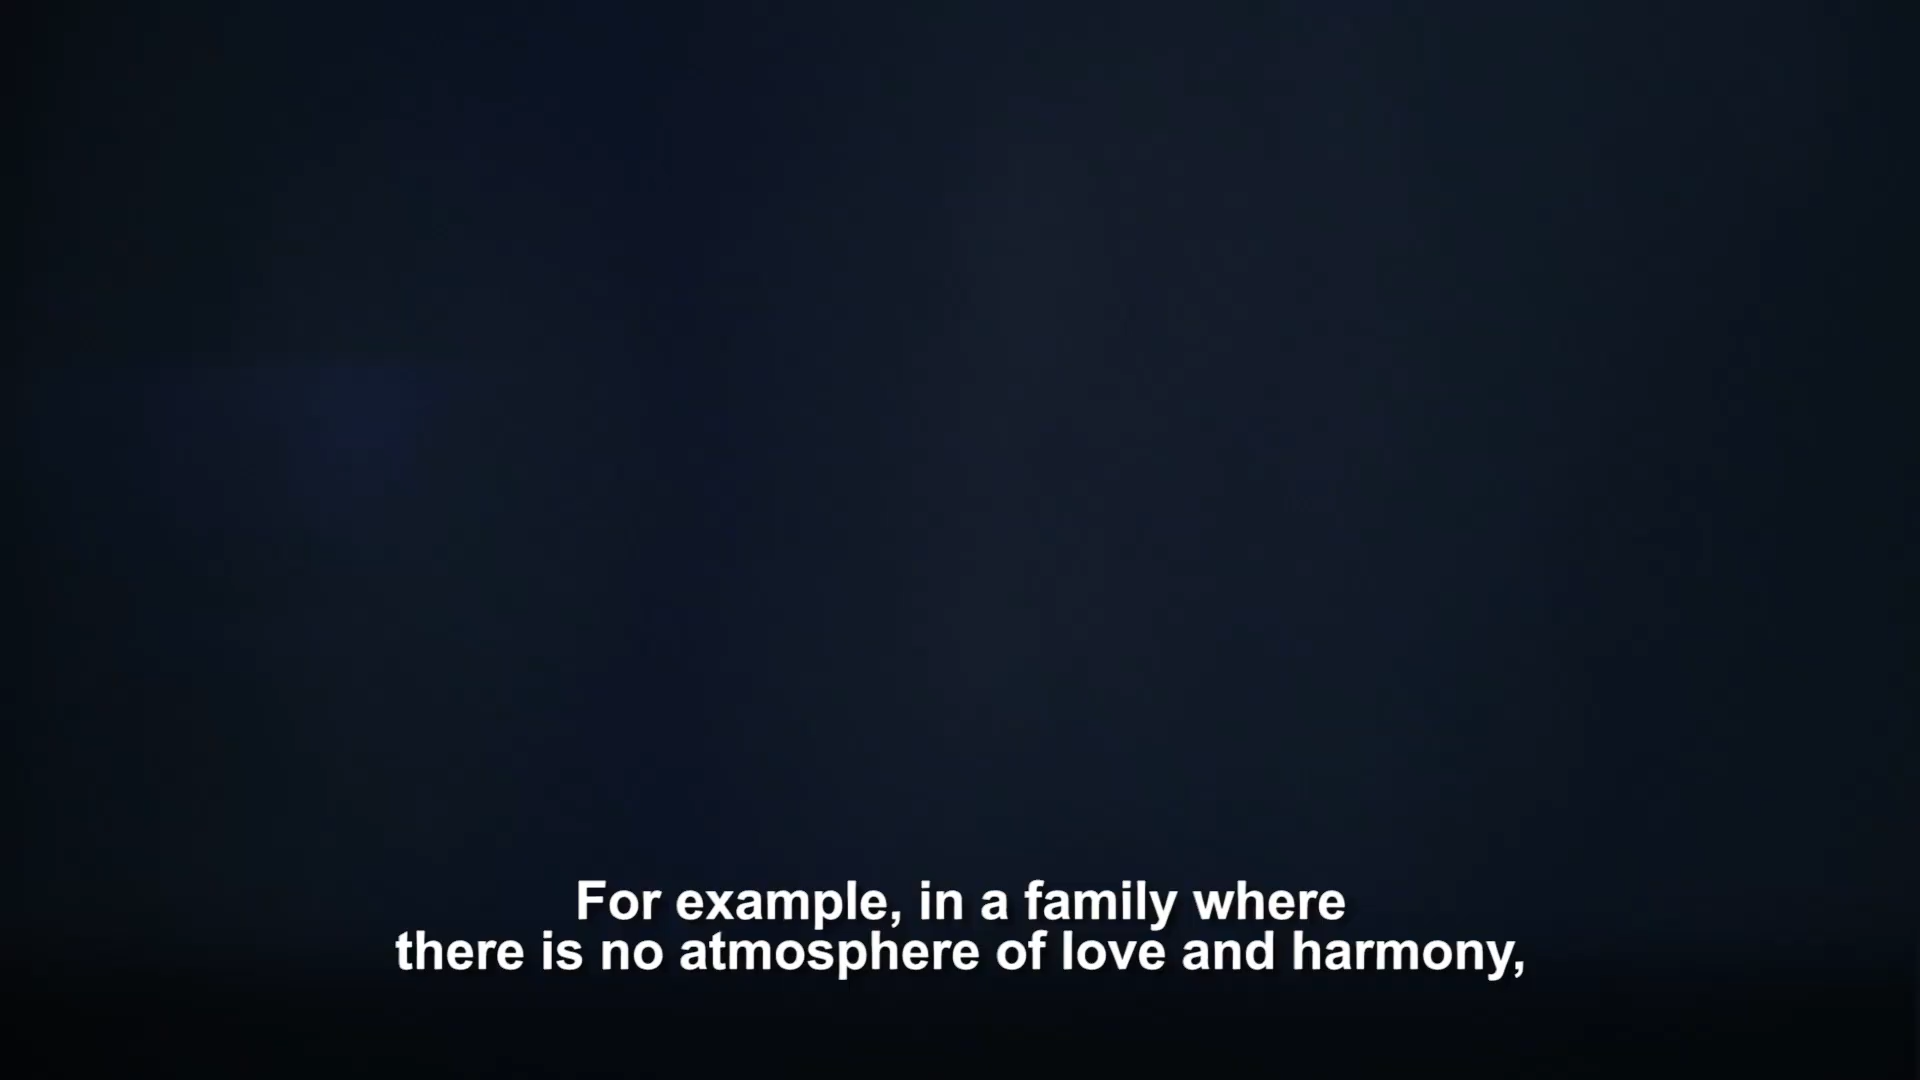 For example, in a family where
there is no atmosphere of love and harmony,